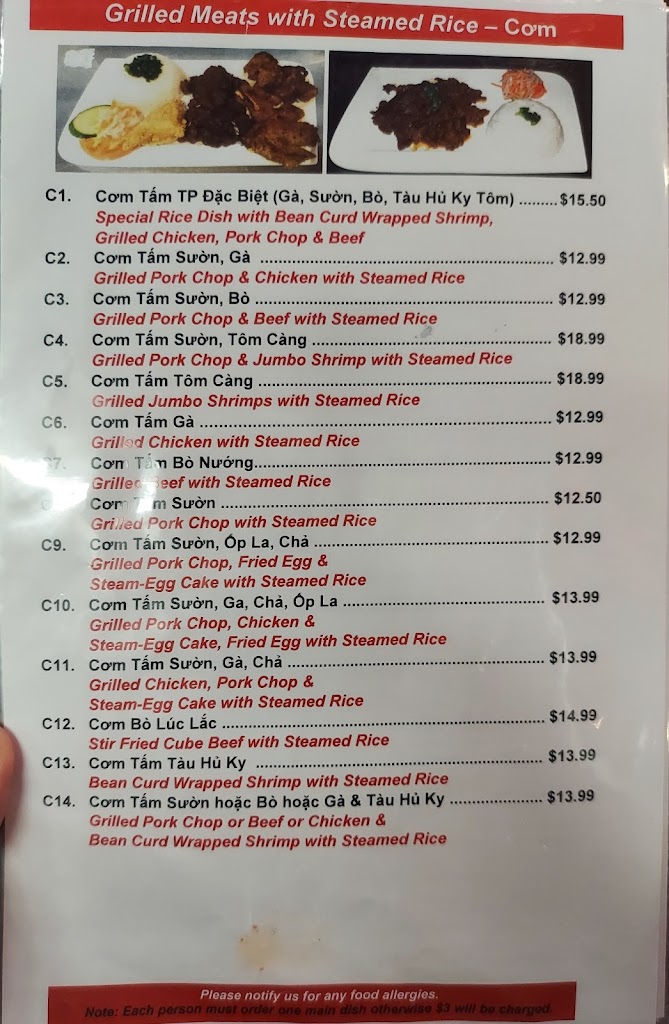 Grilled Meats with Steamed Rice – Cơm
C1. Cơm Tấm TP Đặc Biệt (Gà, Sườn, Bò, Tàu Hủ Ky Tôm) .........$15.50
Special Rice Dish with Bean Curd Wrapped Shrimp,
Grilled Chicken, Pork Chop & Beef
C2. Cơm Tấm Sườn, Gà ........ $12.99
Grilled Pork Chop & Chicken with Steamed Rice
C3. Cơm Tấm Sườn, Bò ........ $12.99
Grilled Pork Chop & Beef with Steamed Rice
C4. Cơm Tấm Sườn, Tôm Càng ........ $18.99
Grilled Pork Chop & Jumbo Shrimp with Steamed Rice
C5. Cơm Tấm Tôm Càng ........ $18.99
Grilled Jumbo Shrimps with Steamed Rice
C6. Cơm Tấm Gà ........ $12.99
Grilled Chicken with Steamed Rice
C7. Cơm Tấm Bò Nướng........ $12.99
Grilled Beef with Steamed Rice
Cơm Tấm Sườn ........ $12.50
Grilled Pork Chop with Steamed Rice
C9. Cơm Tấm Sườn, Ốp La, Chả ........ $12.99
Grilled Pork Chop, Fried Egg &
Steam-Egg Cake with Steamed Rice
C10. Cơm Tấm Sườn, Ga, Chả, Ốp La ........ $13.99
Grilled Pork Chop, Chicken &
Steam-Egg Cake, Fried Egg with Steamed Rice
C11. Cơm Tấm Sườn, Gà, Chả ........ $13.99
Grilled Chicken, Pork Chop &
Steam-Egg Cake with Steamed Rice
C12. Cơm Bò Lúc Lắc ........ $14.99
Stir Fried Cube Beef with Steamed Rice
C13. Cơm Tấm Tàu Hủ Ky ........ $13.99
Bean Curd Wrapped Shrimp with Steamed Rice
C14. Cơm Tấm Sườn hoặc Bò hoặc Gà & Tàu Hủ Ky ........ $13.99
Grilled Pork Chop or Beef or Chicken &
Bean Curd Wrapped Shrimp with Steamed Rice
Please notify us for any food allergies.
Note: Each person must order one main dish otherwise $3 will be charged.